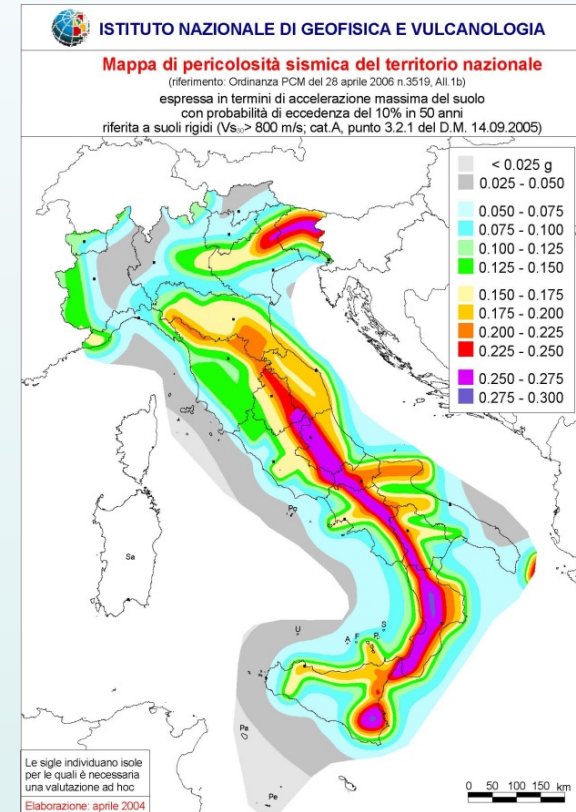 ISTITUTO NAZIONALE DI GEOFISICA E VULCANOLOGIA
Mappa di pericolosità sismica del territorio nazionale
(riferimento: Ordinanza PCM del 28 aprile 2006 n.3519, All.1b)
espressa in termini di accelerazione massima del suolo
con probabilità di eccedenza del 10% in 50 anni
riferita a suoli rigidi (Vs₃₀> 800 m/s; cat.A, punto 3.2.1 del D.M. 14.09.2005)
< 0.025 g
0.025 - 0.050
0.050 - 0.075
0.075 - 0.100
0.100 - 0.125
0.125 - 0.150
0.150 - 0.175
0.175 - 0.200
0.200 - 0.225
0.225 - 0.250
0.250 - 0.275
0.275 - 0.300
Po
Sa
U
A F P S
Pa
Pe
Le sigle individuano isole
per le quali è necessaria
una valutazione ad hoc
Elaborazione: aprile 2004
0 50 100 150 km